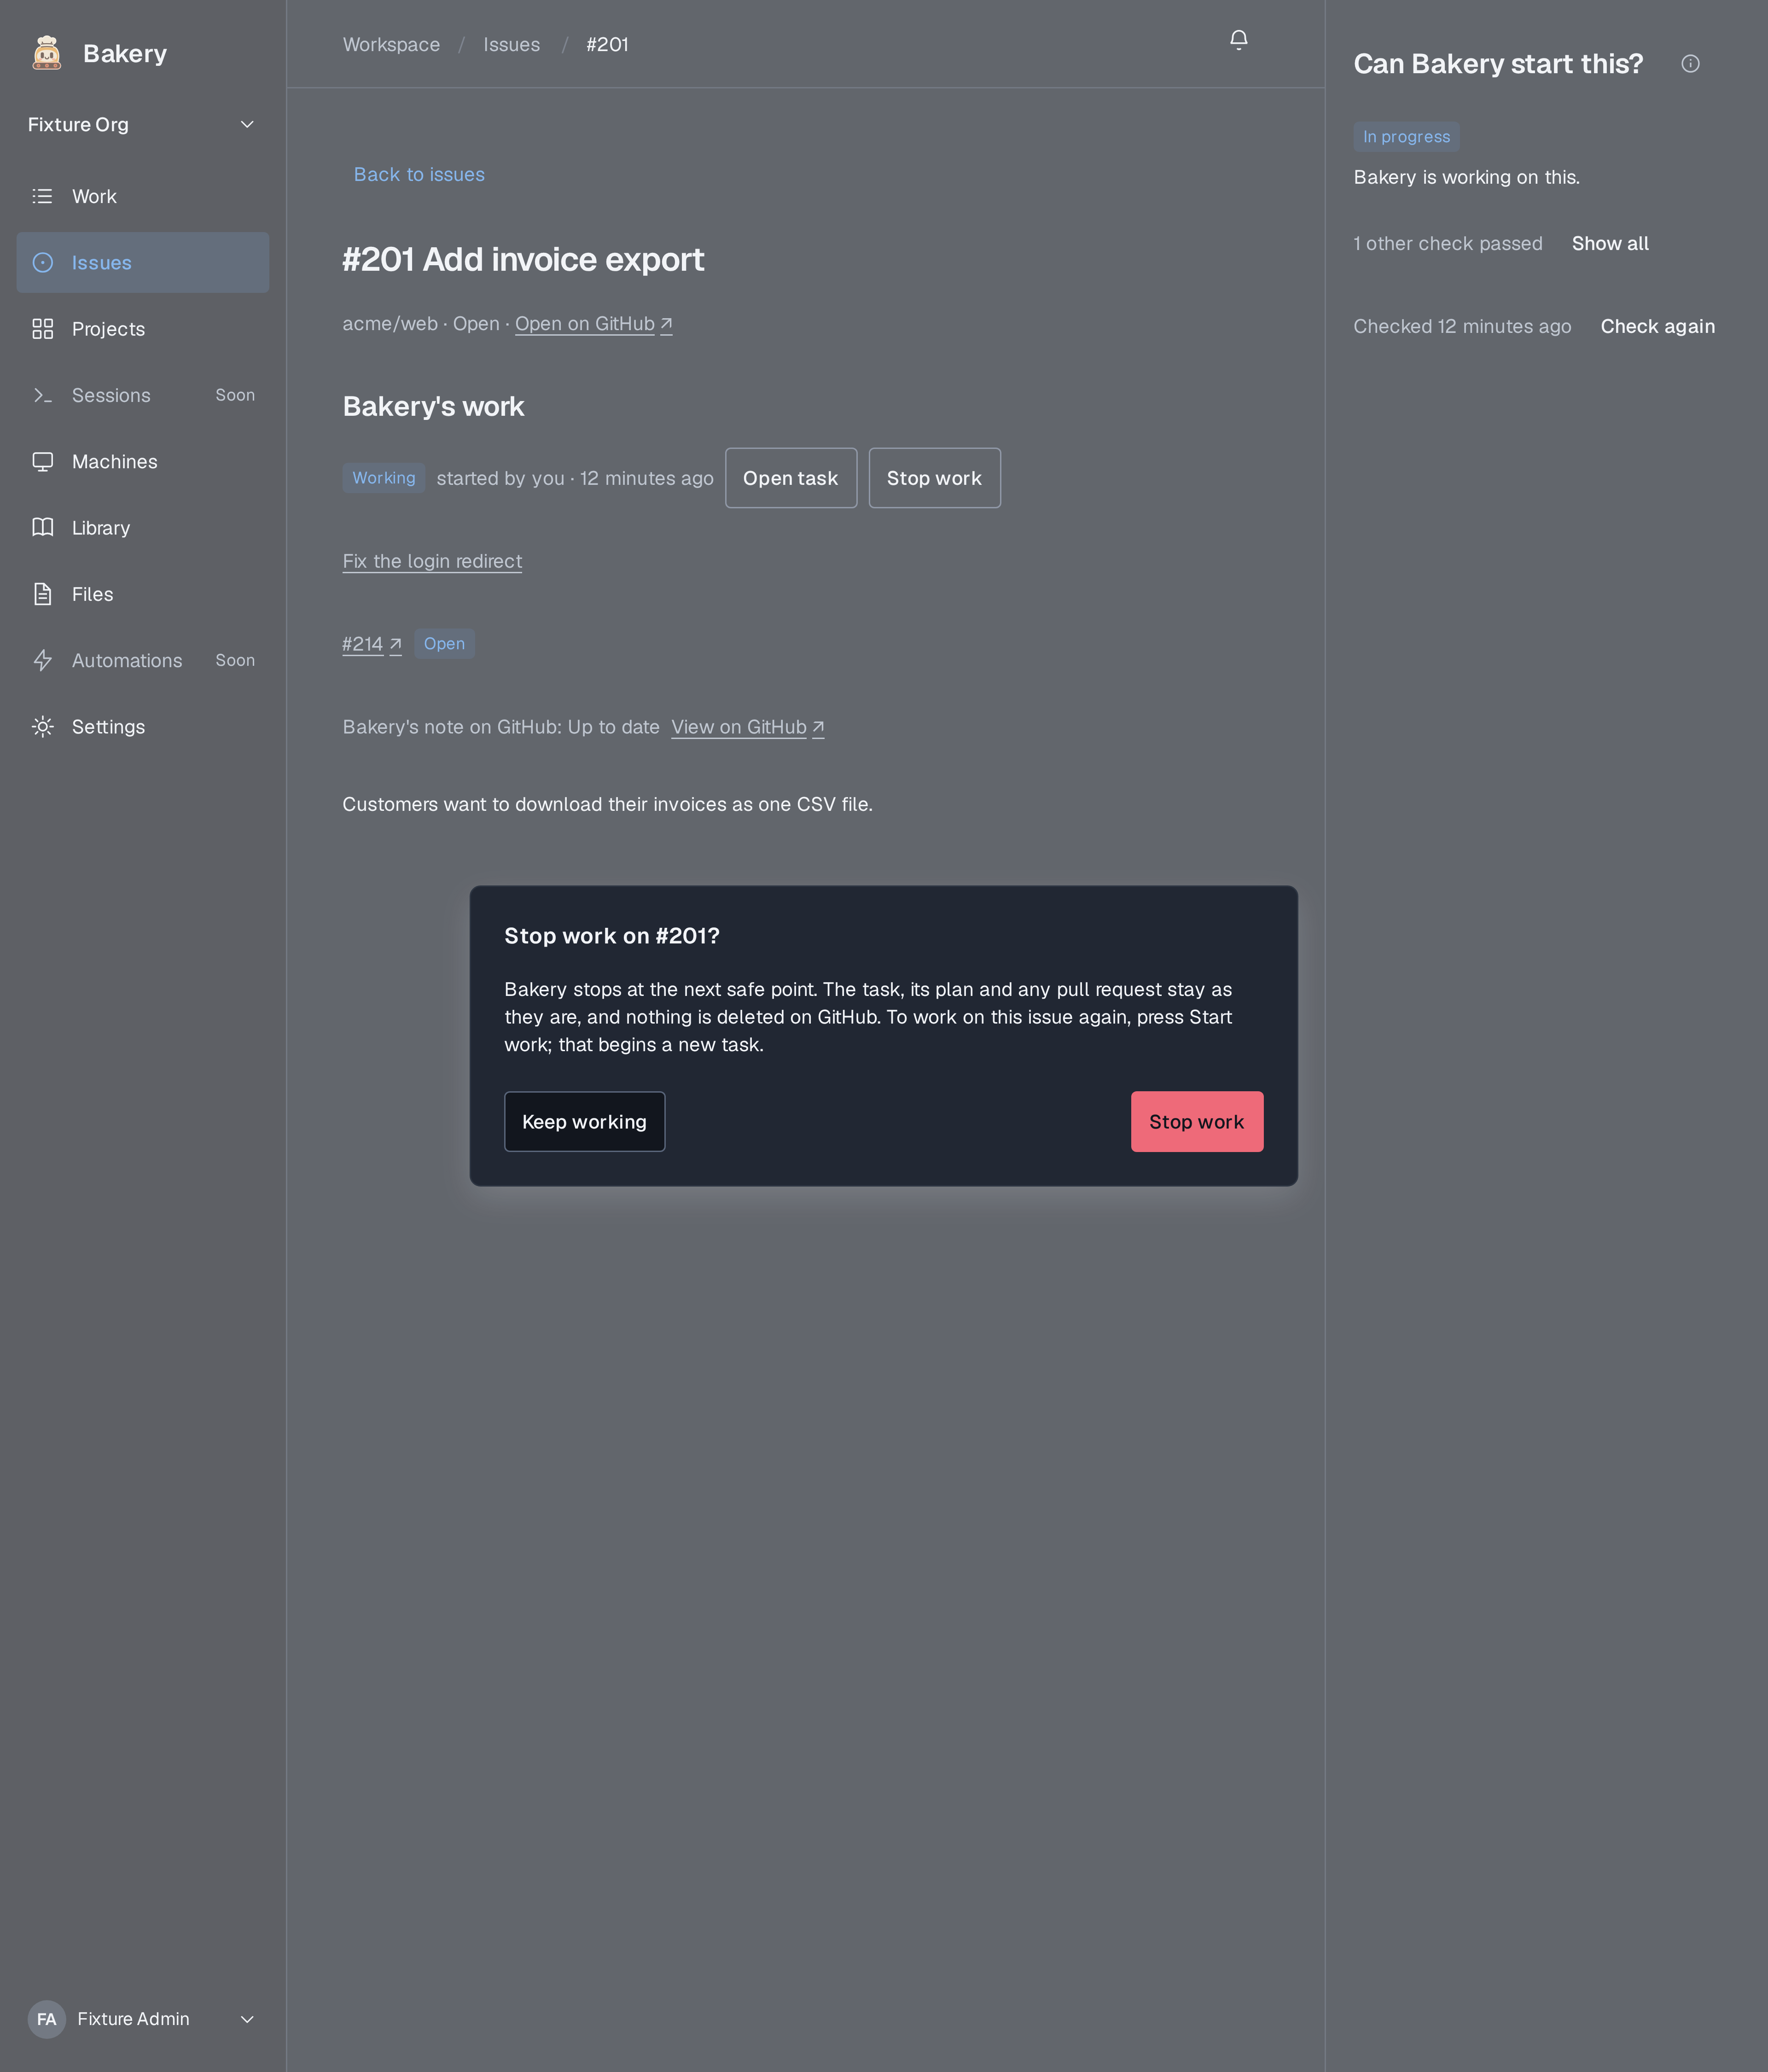 Bakery
Fixture Org
Work
Issues
Projects
Sessions Soon
Machines
Library
Files
Automations Soon
Settings
FA Fixture Admin
Workspace / Issues / #201
Back to issues
#201 Add invoice export
acme/web · Open · Open on GitHub ↗
Bakery's work
Working started by you · 12 minutes ago Open task Stop work
Fix the login redirect
#214 ↗ Open
Bakery's note on GitHub: Up to date View on GitHub ↗
Customers want to download their invoices as one CSV file.
Stop work on #201?
Bakery stops at the next safe point. The task, its plan and any pull request stay as
they are, and nothing is deleted on GitHub. To work on this issue again, press Start
work; that begins a new task.
Keep working Stop work
Can Bakery start this?
In progress
Bakery is working on this.
1 other check passed Show all
Checked 12 minutes ago Check again